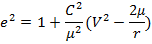 e² = 1 + C²/μ² (V² − 2μ/r)